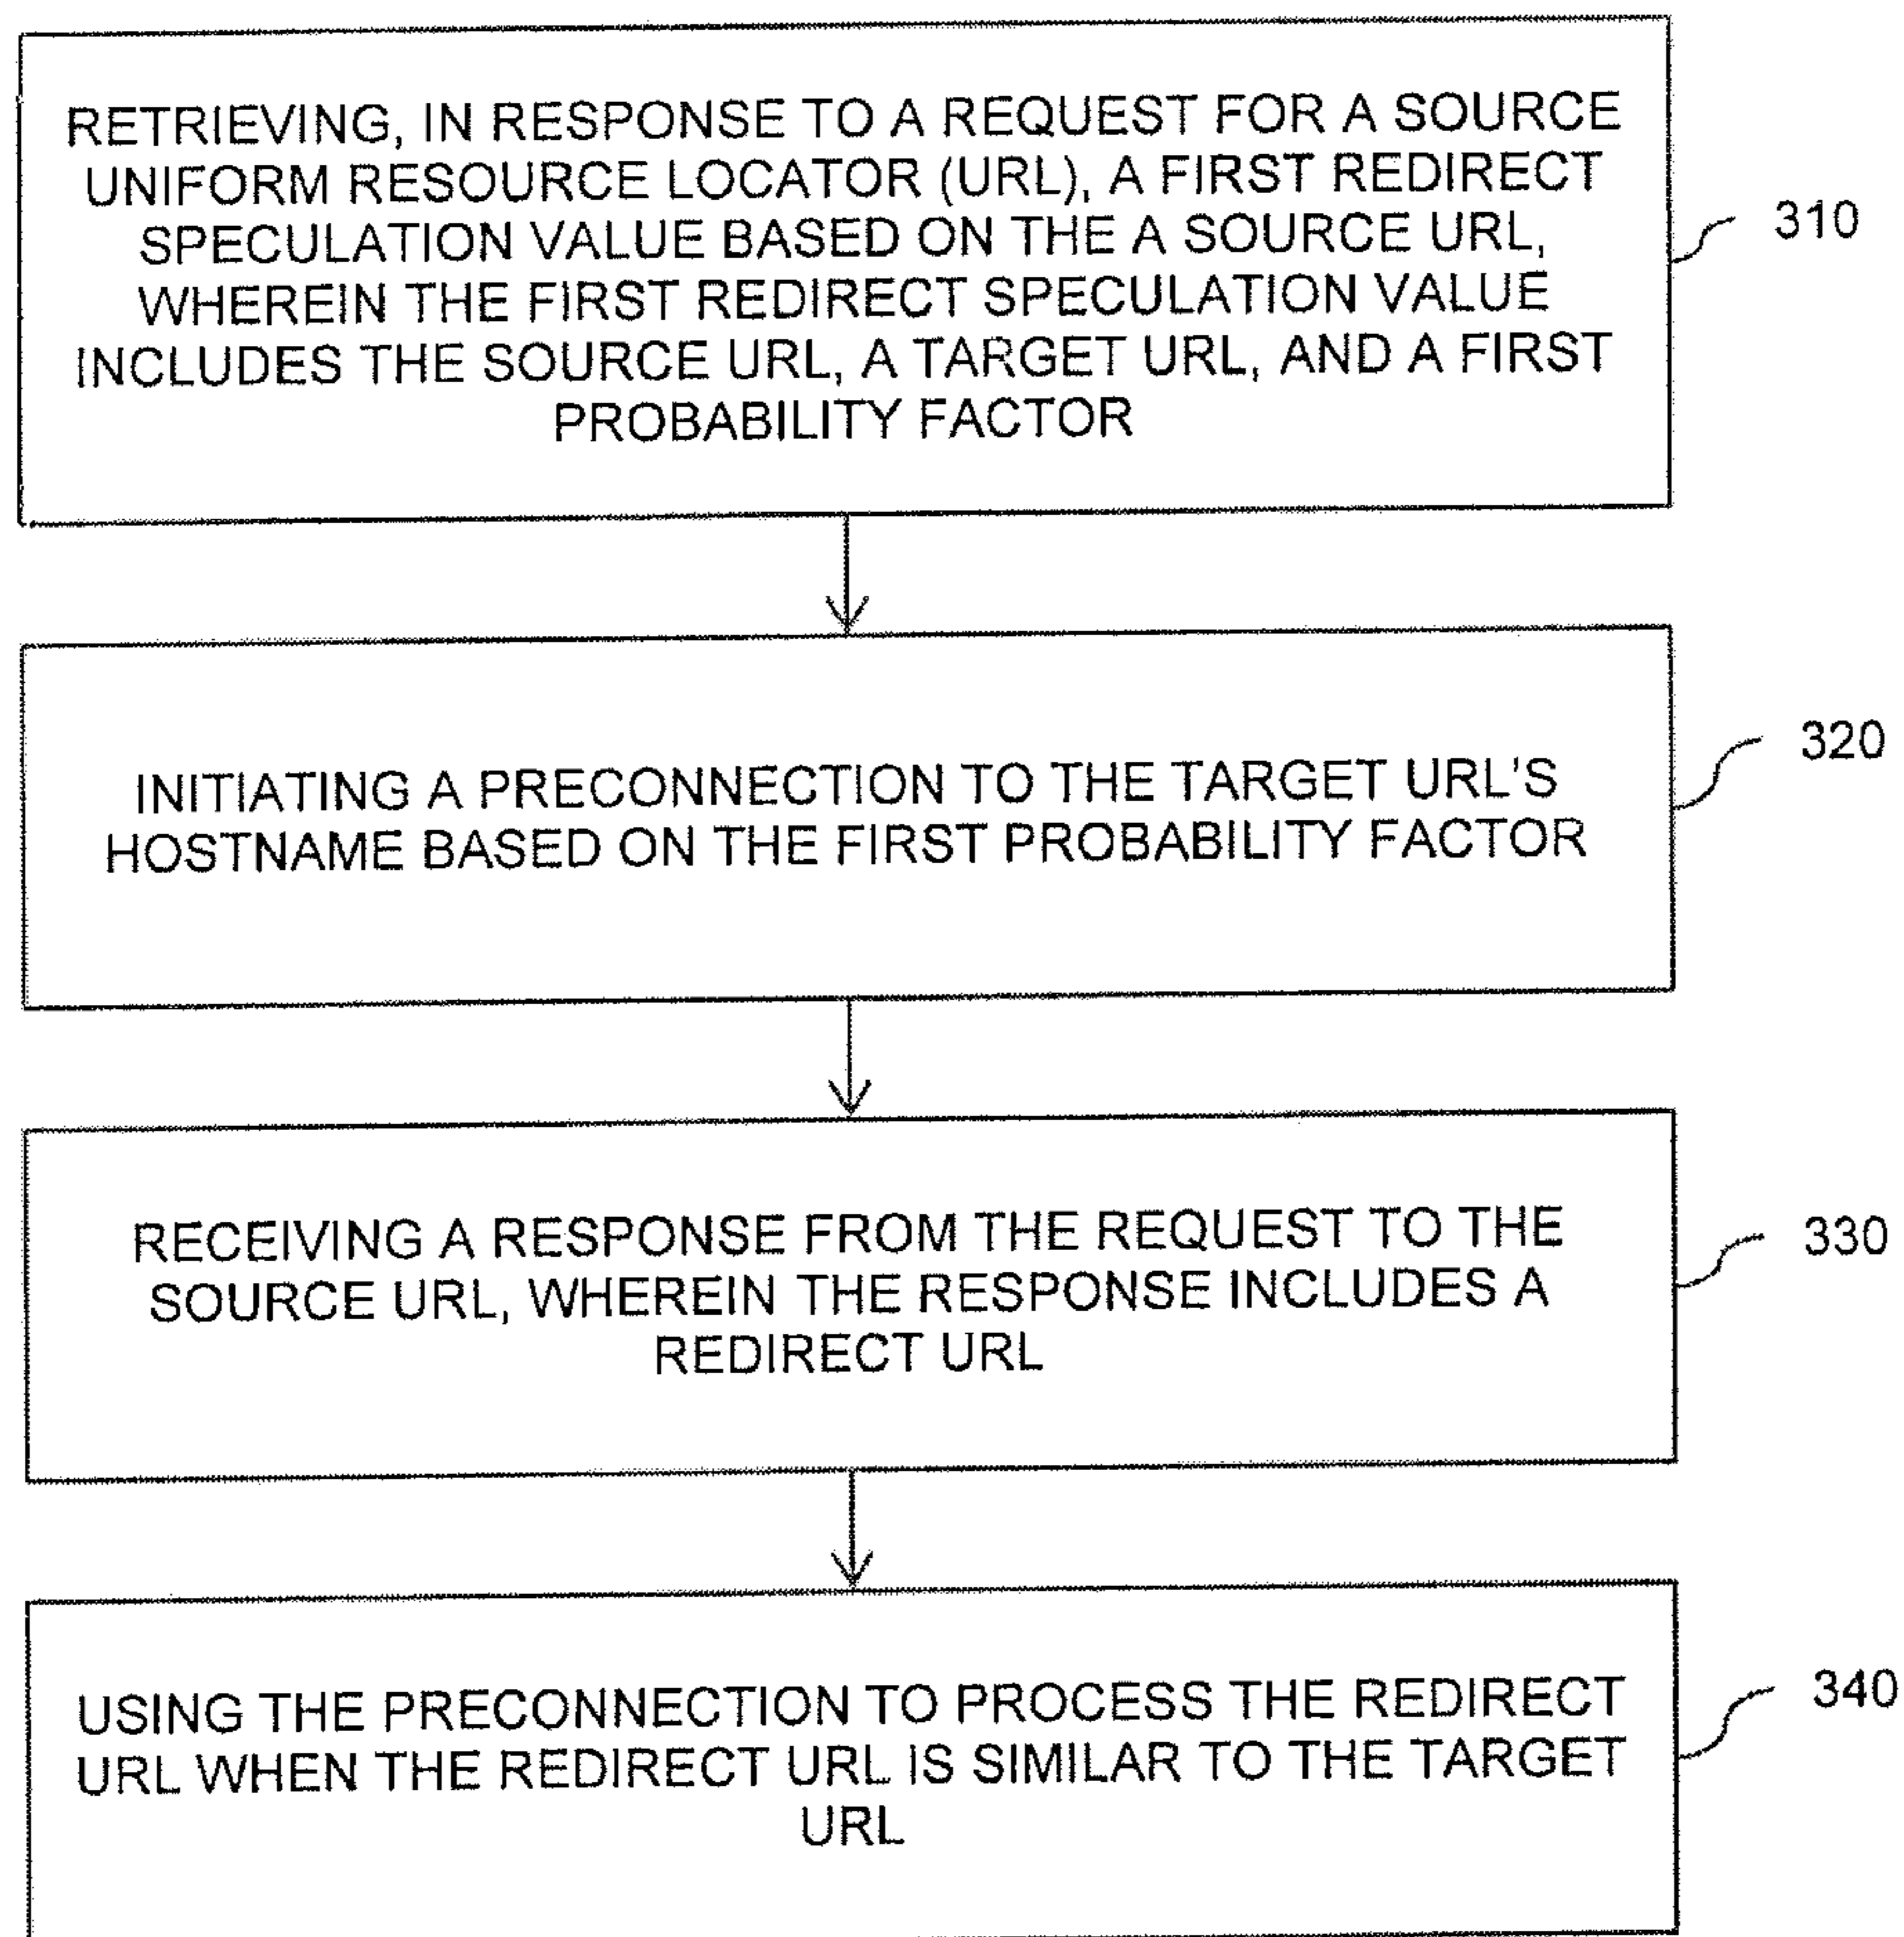 RETRIEVING, IN RESPONSE TO A REQUEST FOR A SOURCE
UNIFORM RESOURCE LOCATOR (URL), A FIRST REDIRECT
SPECULATION VALUE BASED ON THE A SOURCE URL,
WHEREIN THE FIRST REDIRECT SPECULATION VALUE
INCLUDES THE SOURCE URL, A TARGET URL, AND A FIRST
PROBABILITY FACTOR
310
INITIATING A PRECONNECTION TO THE TARGET URL'S
HOSTNAME BASED ON THE FIRST PROBABILITY FACTOR
320
RECEIVING A RESPONSE FROM THE REQUEST TO THE
SOURCE URL, WHEREIN THE RESPONSE INCLUDES A
REDIRECT URL
330
USING THE PRECONNECTION TO PROCESS THE REDIRECT
URL WHEN THE REDIRECT URL IS SIMILAR TO THE TARGET
URL
340